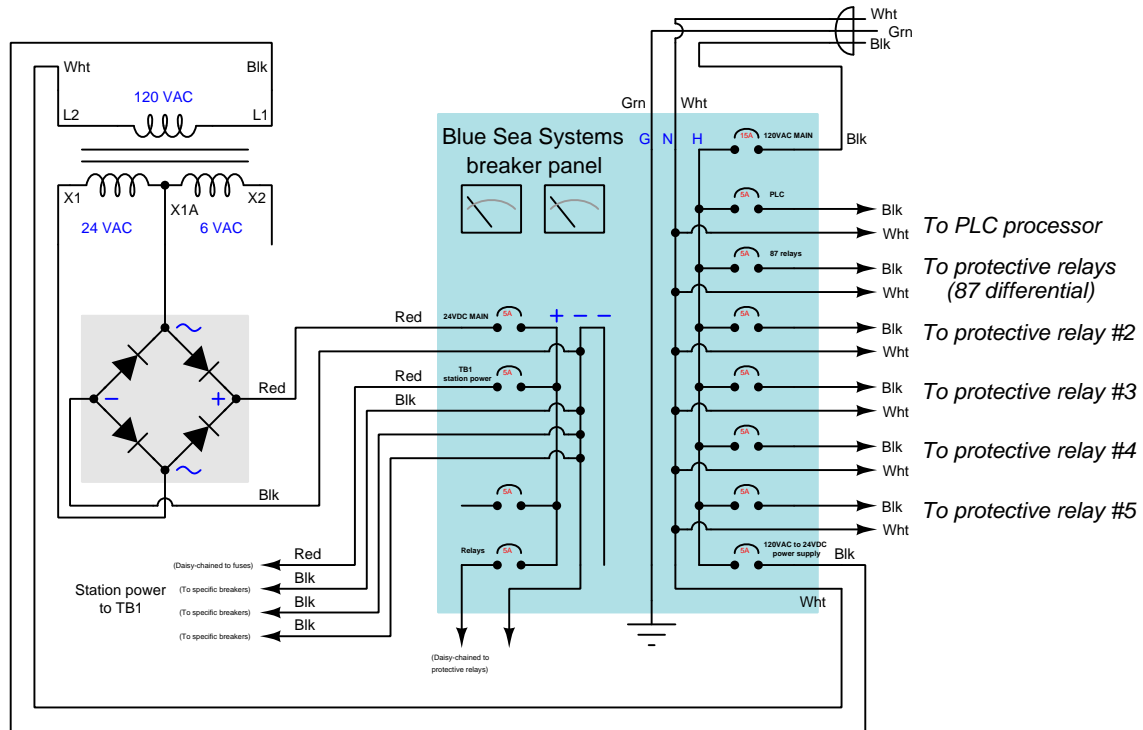 Wht
Grn
Blk
Wht
Blk
120 VAC
L2
L1
Grn
Wht
Blue Sea Systems
breaker panel
G N H
15A
120VAC MAIN
Blk
X1
X1A
X2
24 VAC
6 VAC
5A
PLC
Blk
Wht
To PLC processor
5A
87 relays
Blk
Wht
To protective relays
(87 differential)
Red
24VDC MAIN
5A
+ − −
5A
Blk
Wht
To protective relay #2
Red
TB1
station power
5A
Blk
5A
Blk
Wht
To protective relay #3
−
+
Red
5A
Blk
Wht
To protective relay #4
Blk
5A
5A
Blk
Wht
To protective relay #5
Relays
5A
5A
120VAC to 24VDC
power supply
Blk
Wht
Station power
to TB1
(Daisy-chained to fuses)
Red
(To specific breakers)
Blk
(To specific breakers)
Blk
(To specific breakers)
Blk
(Daisy-chained to
protective relays)